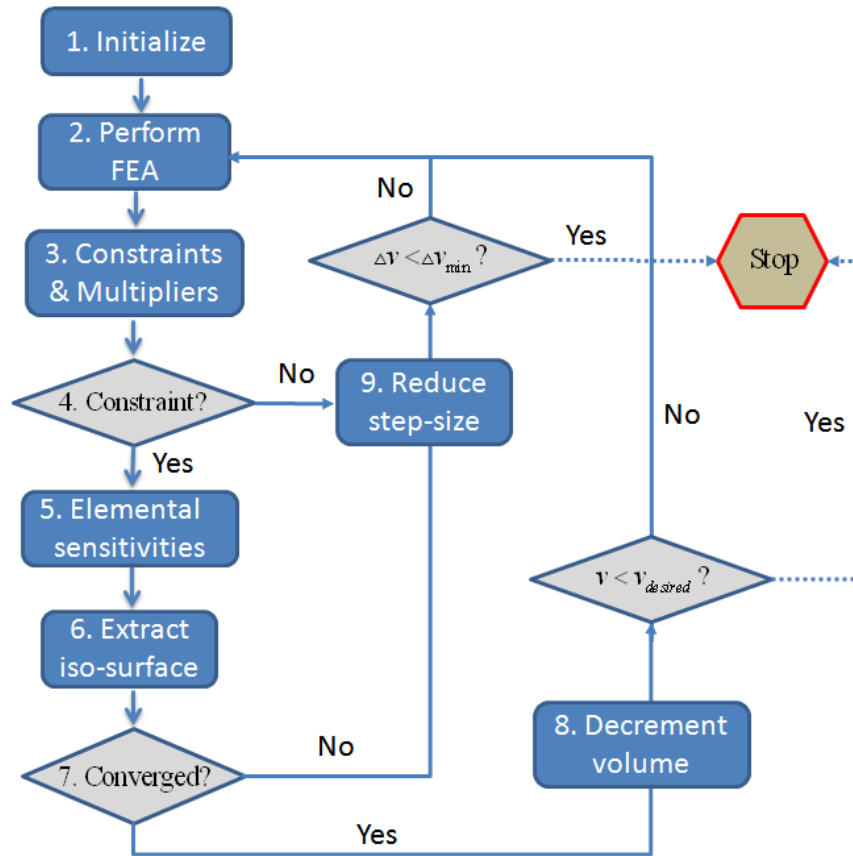 1. Initialize
2. Perform
FEA
3. Constraints
& Multipliers
4. Constraint?
No
Yes
5. Elemental
sensitivities
6. Extract
iso-surface
7. Converged?
No
Yes
9. Reduce
step-size
Δv < Δv_min ?
No
Yes
Stop
8. Decrement
volume
v < v_desired ?
No
Yes